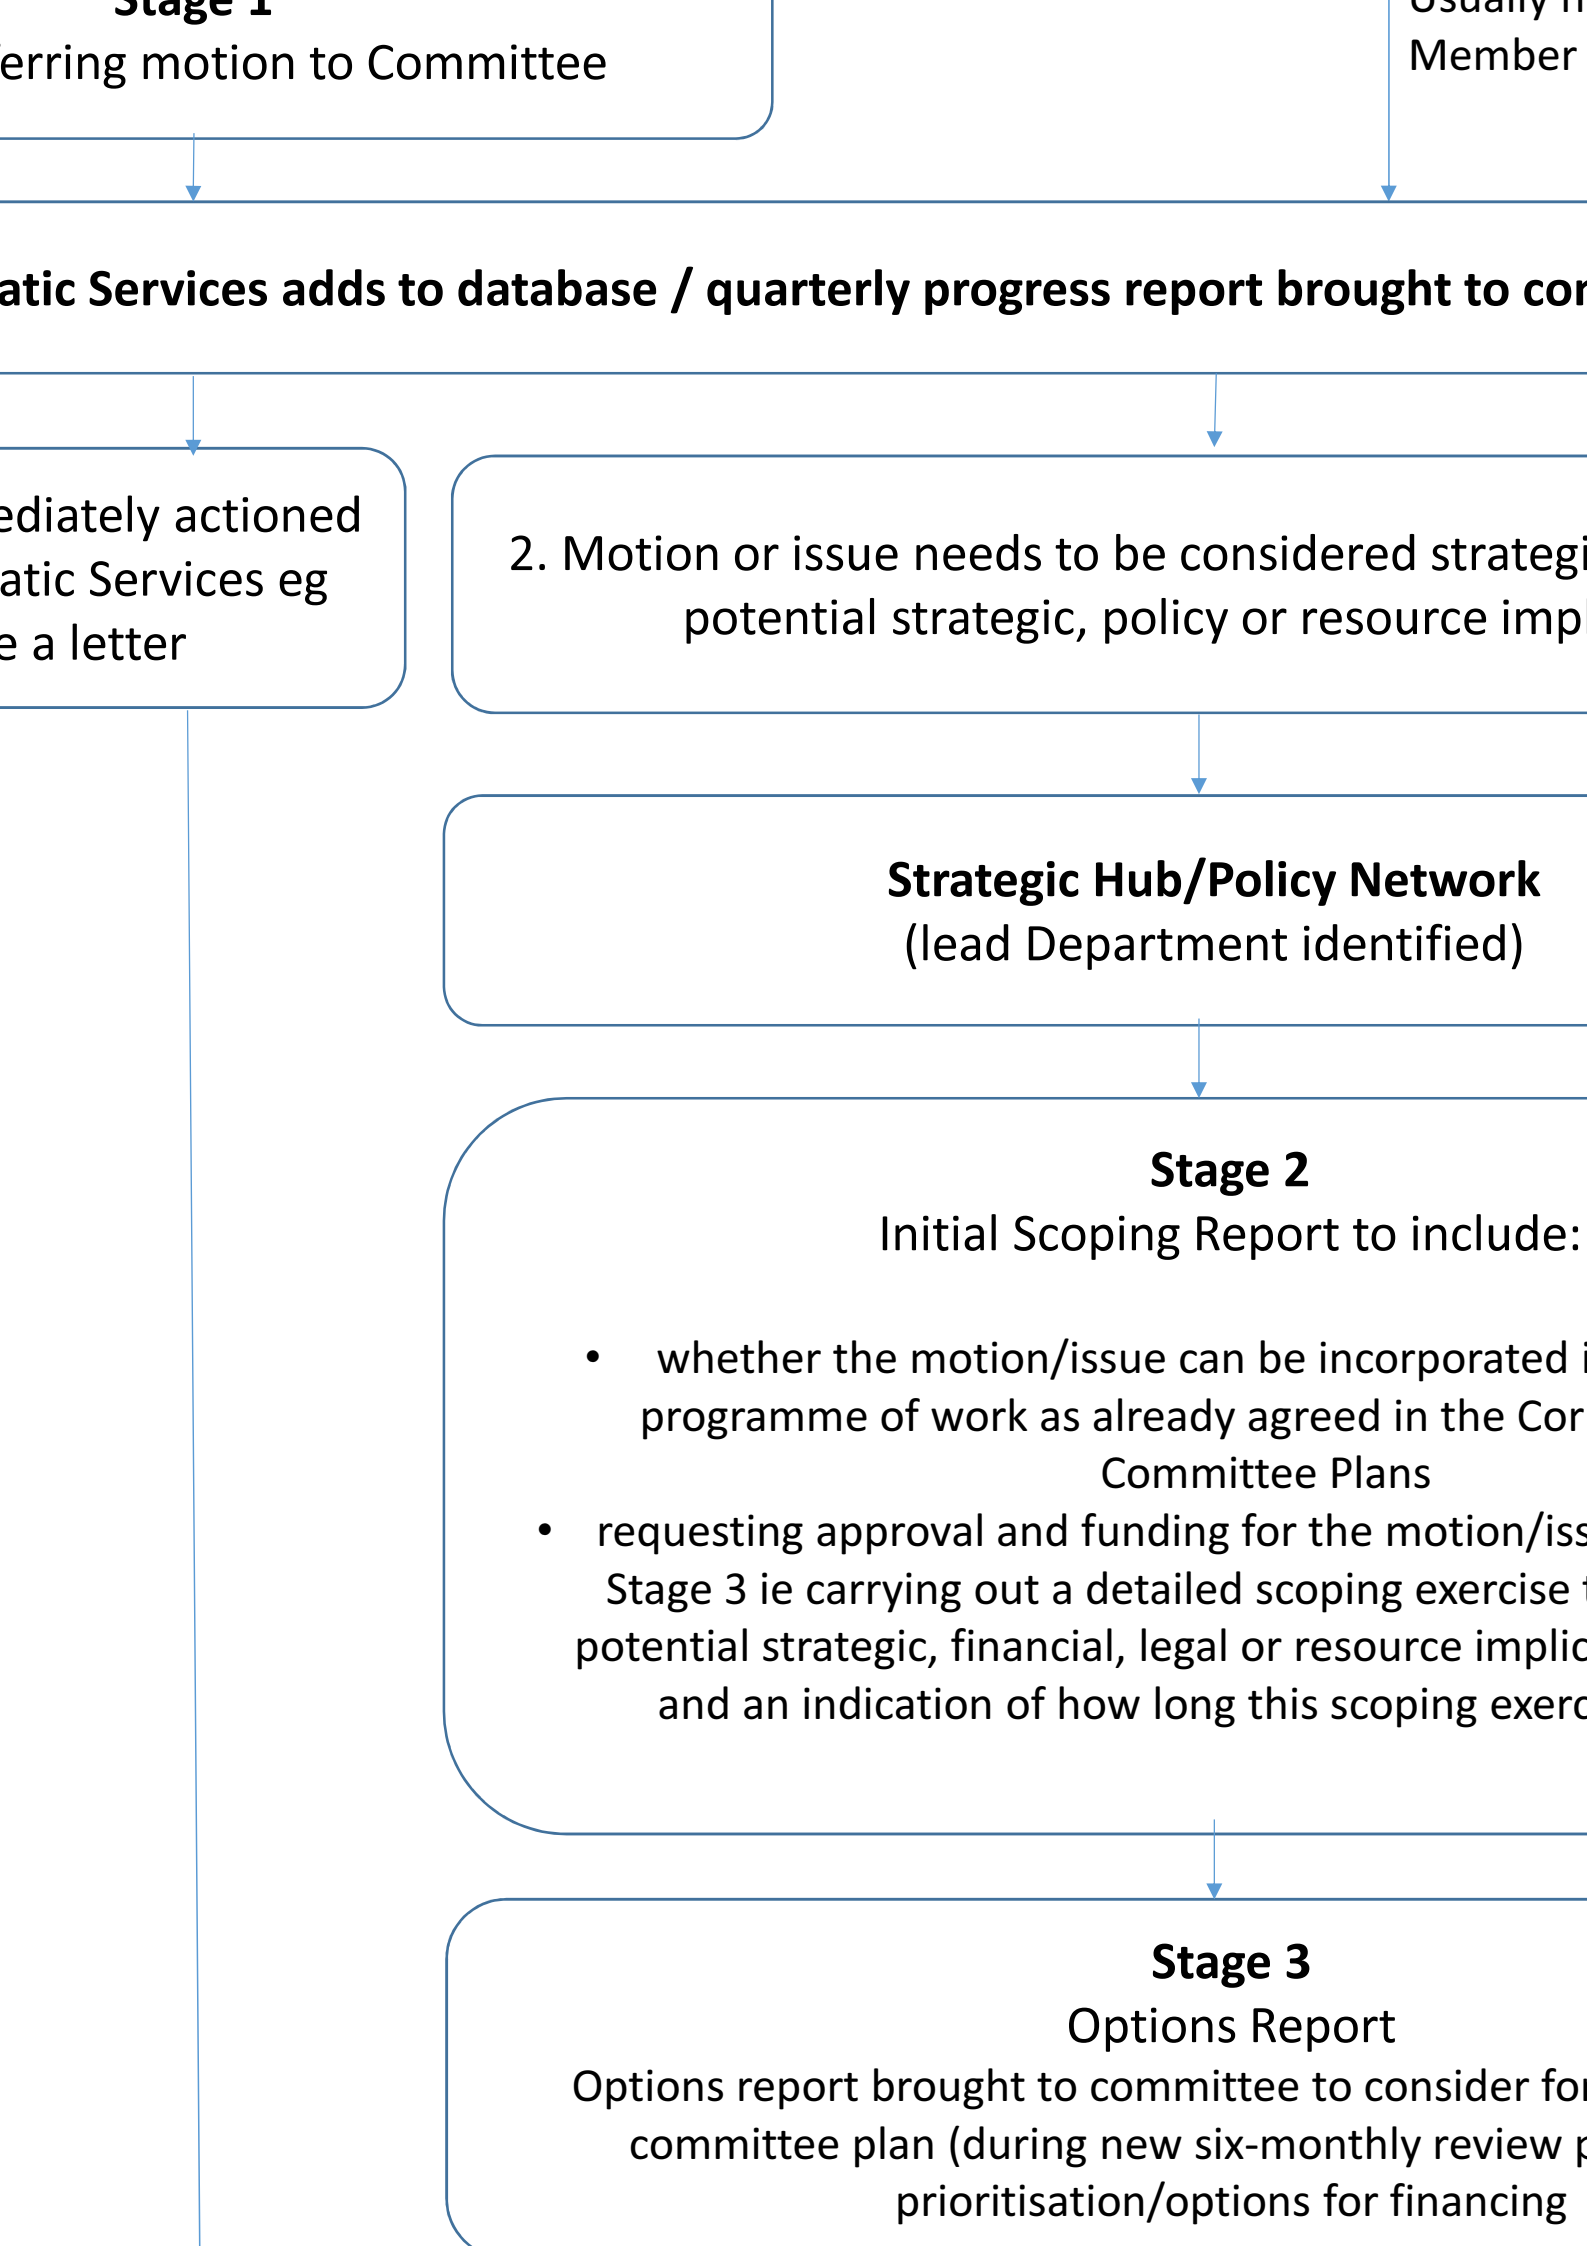 Stage 1
erring motion to Committee
Usually
Member
atic Services adds to database / quarterly progress report brought to
ediately actioned
atic Services eg
e a letter
2. Motion or issue needs to be considered
potential strategic, policy or resource
Strategic Hub/Policy Network
(lead Department identified)
Stage 2
Initial Scoping Report to include:
• whether the motion/issue can be incorporated
programme of work as already agreed in the Cor
Committee Plans
• requesting approval and funding for the motion/iss
Stage 3 ie carrying out a detailed scoping exercise
potential strategic, financial, legal or resource implic
and an indication of how long this scoping exerc
Stage 3
Options Report
Options report brought to committee to consider for
committee plan (during new six-monthly review
prioritisation/options for financing